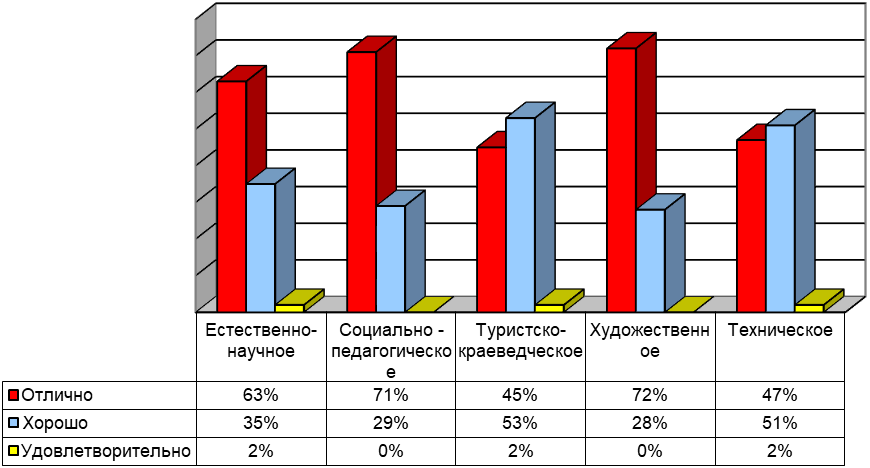 Естественно-
научное
Социально -
педагогическо
е
Туристско-
краеведческое
Художественн
ое
Техническое
Отлично 63% 71% 45% 72% 47%
Хорошо 35% 29% 53% 28% 51%
Удовлетворительно 2% 0% 2% 0% 2%